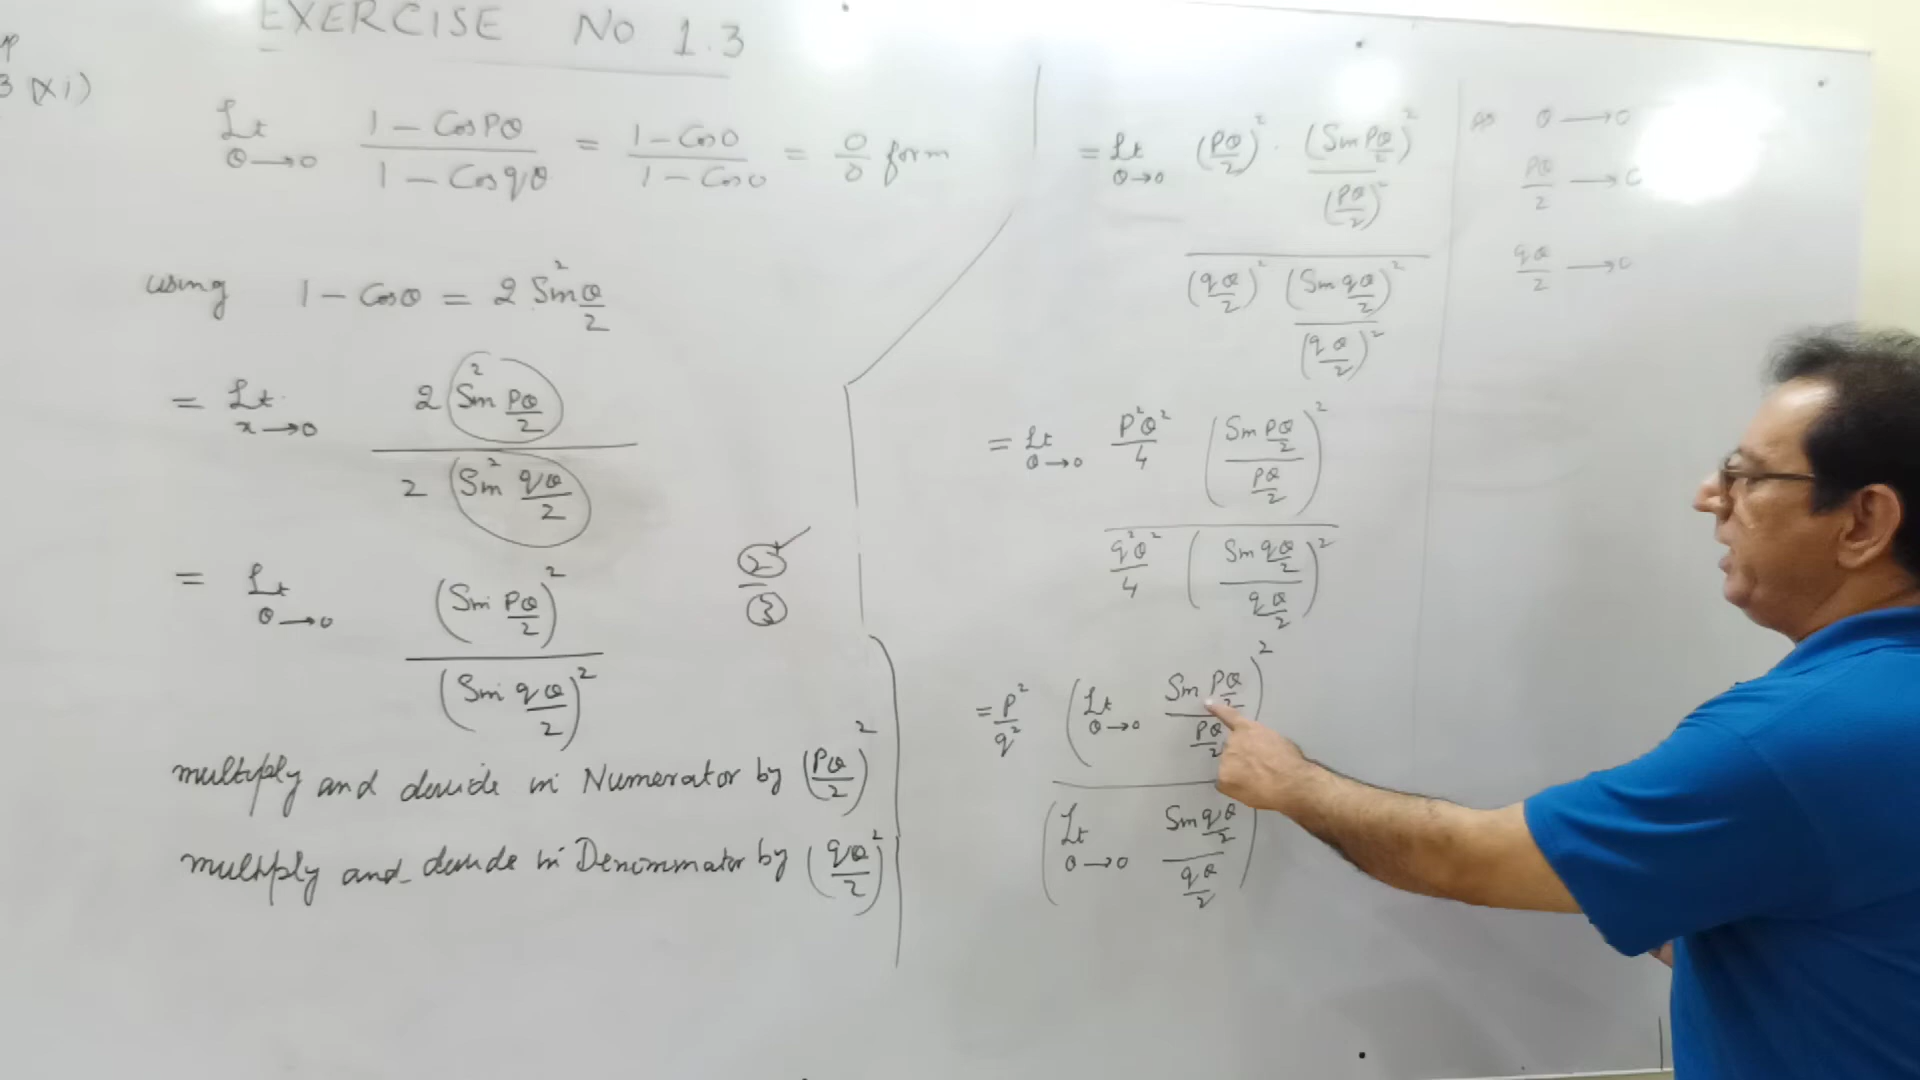 EXERCISE No 1.3
3 (xi)
Lt θ→0 (1 - Cos Pθ)/(1 - Cos qθ) = (1 - Cos 0)/(1 - Cos 0) = 0/0 form
using 1 - Cosθ = 2 Sin² θ/2
= Lt x→0 (2 Sin² pθ/2)/(2 Sin² qθ/2)
= Lt θ→0 (Sin pθ/2)²/(Sin qθ/2)²
2/3
multiply and devide in Numerator by (Pθ/2)²
multiply and devide in Denominator by (qθ/2)²
= Lt θ→0 ((Pθ/2)² · (Sin Pθ/2)²/(Pθ/2)²)/((qθ/2)² (Sin qθ/2)²/(qθ/2)²)
= Lt θ→0 (P²θ²/4 ((Sin Pθ/2)/(Pθ/2))²)/(q²θ²/4 ((Sin qθ/2)/(qθ/2))²)
= P²/q² (Lt θ→0 (Sin Pθ/2)/(Pθ/2))²/(Lt θ→0 (Sin qθ/2)/(qθ/2))
As θ→0
Pθ/2→0
qθ/2→0